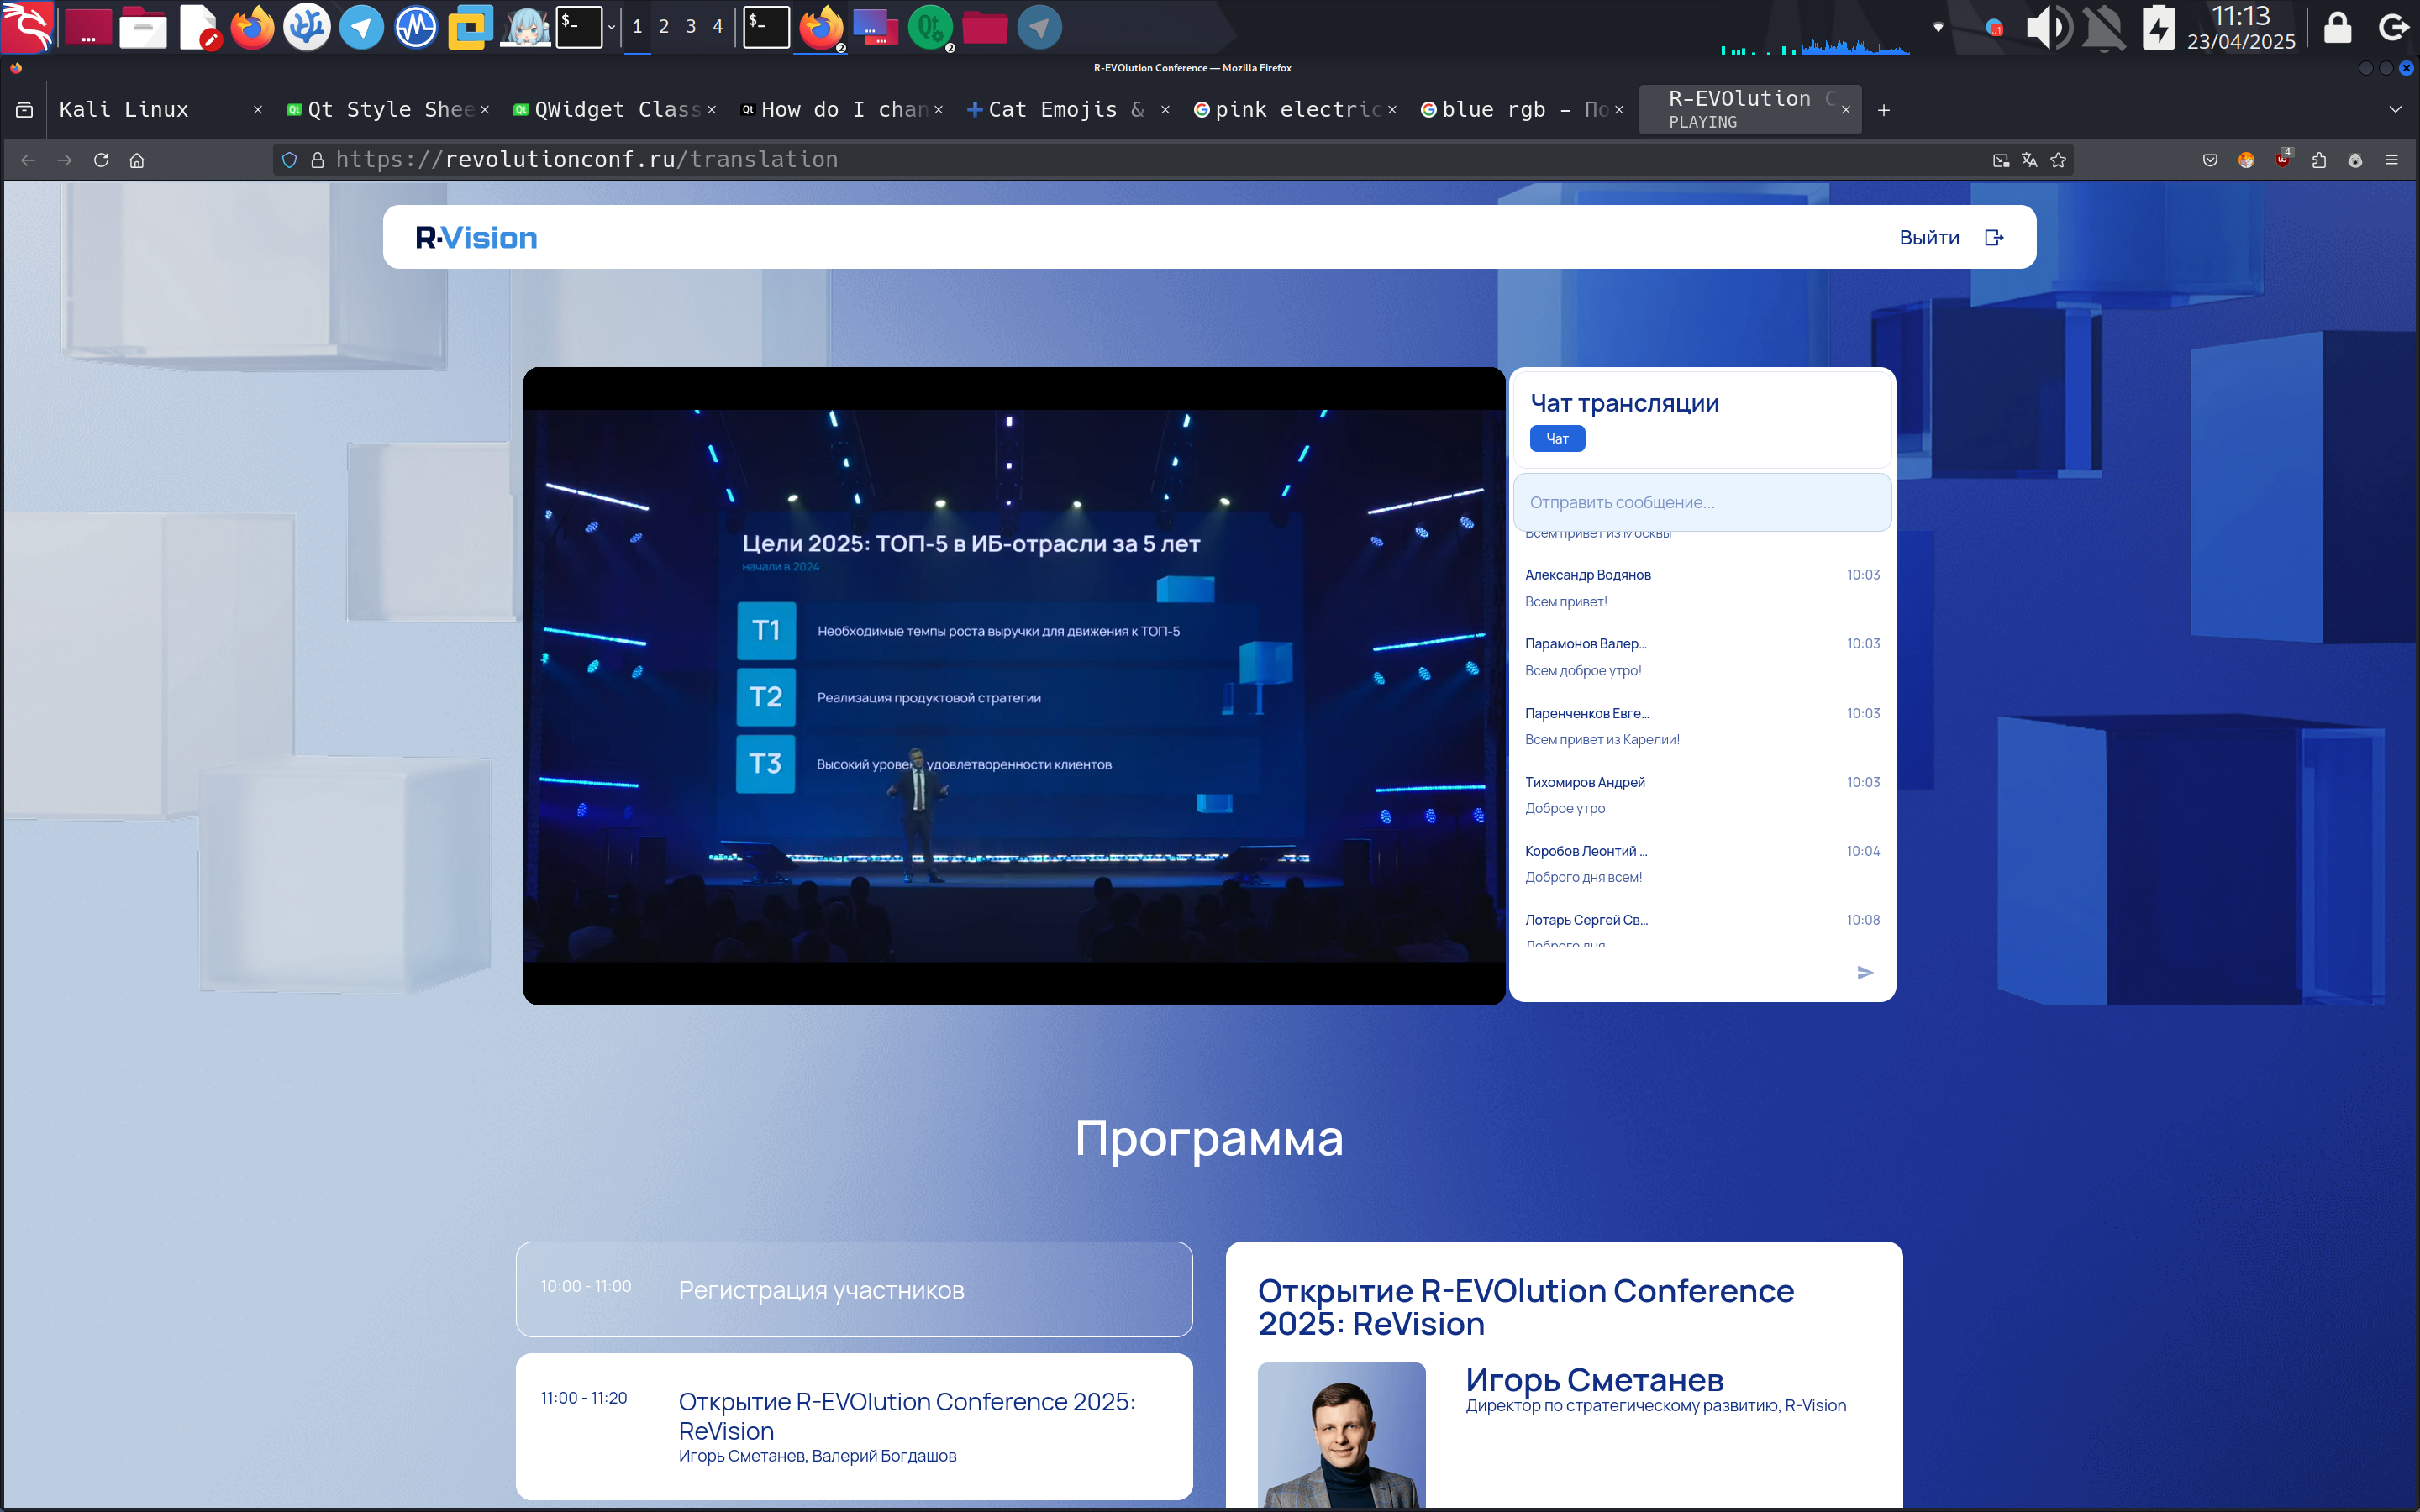 $_
1 2 3 4
$_
2
2
11:13
23/04/2025
R-EVOlution Conference — Mozilla Firefox
Kali Linux
Qt Style Shee
QWidget Class
How do I chan
Cat Emojis &
pink electric
blue rgb - По
R-EVOlution C
PLAYING
https://revolutionconf.ru/translation
4
R·Vision
Выйти
Цели 2025: ТОП-5 в ИБ-отрасли за 5 лет
начали в 2024
Т1
Необходимые темпы роста выручки для движения к ТОП-5
Т2
Реализация продуктовой стратегии
Т3
Высокий уровен удовлетворенности клиентов
Чат трансляции
Чат
Отправить сообщение...
Всем привет из Москвы
Александр Водянов 10:03
Всем привет!
Парамонов Валер... 10:03
Всем доброе утро!
Паренченков Евге... 10:03
Всем привет из Карелии!
Тихомиров Андрей 10:03
Доброе утро
Коробов Леонтий ... 10:04
Доброго дня всем!
Лотарь Сергей Св... 10:08
Доброго дня
Программа
10:00 - 11:00 Регистрация участников
11:00 - 11:20 Открытие R-EVOlution Conference 2025:
ReVision
Игорь Сметанев, Валерий Богдашов
Открытие R-EVOlution Conference
2025: ReVision
Игорь Сметанев
Директор по стратегическому развитию, R-Vision